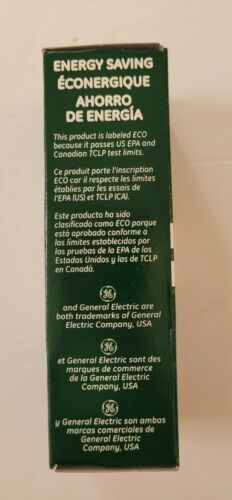 ENERGY SAVING
ÉCONERGIQUE
AHORRO
DE ENERGÍA
This product is labeled ECO
because it passes US EPA and
Canadian TCLP test limits.
Ce produit porte l'inscription
ECO car il respecte les limites
établies par les essais de
l'EPA (US) et TCLP (CA).
Este producto ha sido
clasificado como ECO porque
está aprobado conforme a
los límites establecidos por
las pruebas de la EPA de los
Estados Unidos y las de TCLP
en Canadá.
GE
and General Electric are
both trademarks of General
Electric Company, USA
GE
et General Electric sont des
marques de commerce
de la General Electric
Company, USA
GE
y General Electric son ambas
marcas comerciales de
General Electric
Company, USA